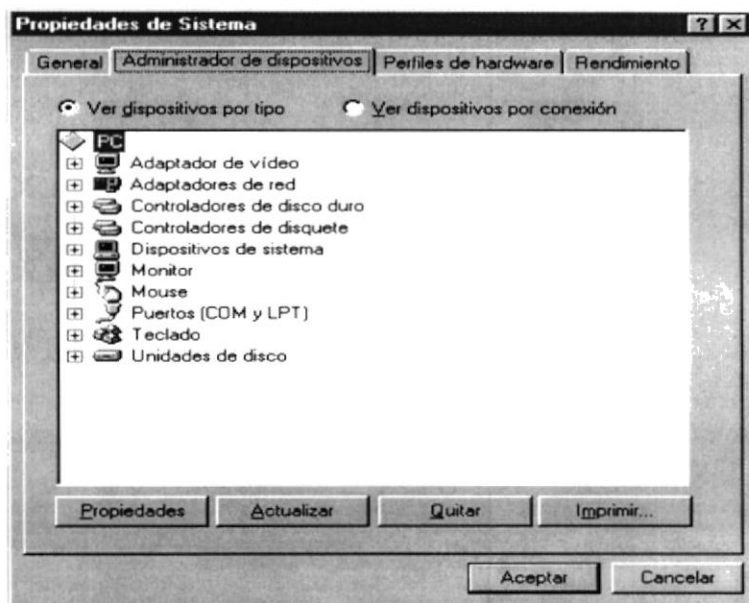 Propiedades de Sistema
General Administrador de dispositivos Perfiles de hardware Rendimiento
Ver dispositivos por tipo Ver dispositivos por conexión
PC
Adaptador de vídeo
Adaptadores de red
Controladores de disco duro
Controladores de disquete
Dispositivos de sistema
Monitor
Mouse
Puertos (COM y LPT)
Teclado
Unidades de disco
Propiedades Actualizar Quitar Imprimir...
Aceptar Cancelar